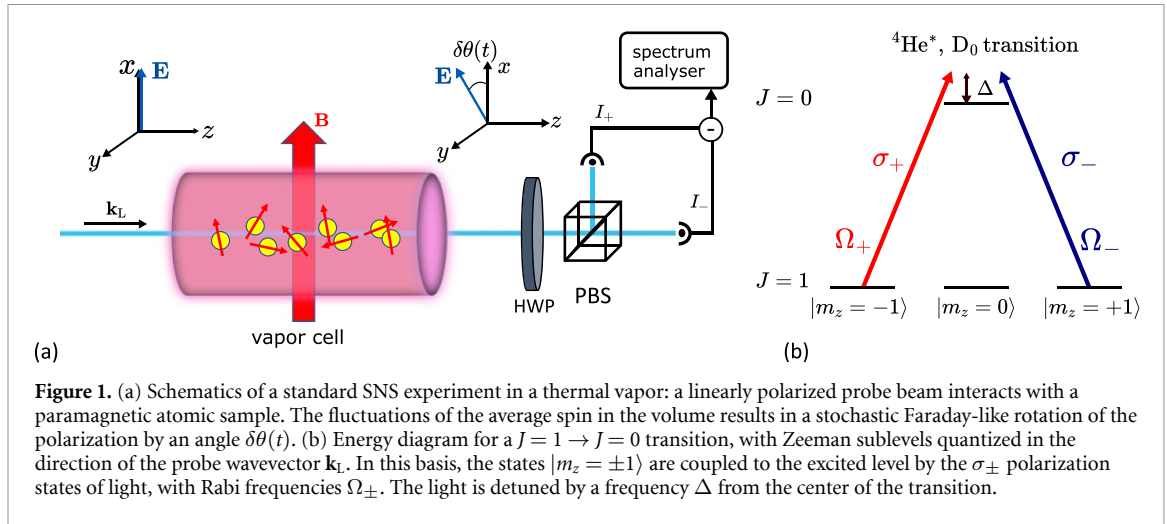 x
E
z
y
k_L
B
vapor cell
(a)
δθ(t)
E
x
z
y
HWP
PBS
I_+
I_-
-
spectrum
analyser
⁴He*, D₀ transition
Δ
J = 0
σ_+
σ_-
Ω_+
Ω_-
J = 1
|m_z = −1⟩ |m_z = 0⟩ |m_z = +1⟩
(b)
Figure 1. (a) Schematics of a standard SNS experiment in a thermal vapor: a linearly polarized probe beam interacts with a
paramagnetic atomic sample. The fluctuations of the average spin in the volume results in a stochastic Faraday-like rotation of the
polarization by an angle δθ(t). (b) Energy diagram for a J = 1 → J = 0 transition, with Zeeman sublevels quantized in the
direction of the probe wavevector k_L. In this basis, the states |m_z = ±1⟩ are coupled to the excited level by the σ_± polarization
states of light, with Rabi frequencies Ω_±. The light is detuned by a frequency Δ from the center of the transition.